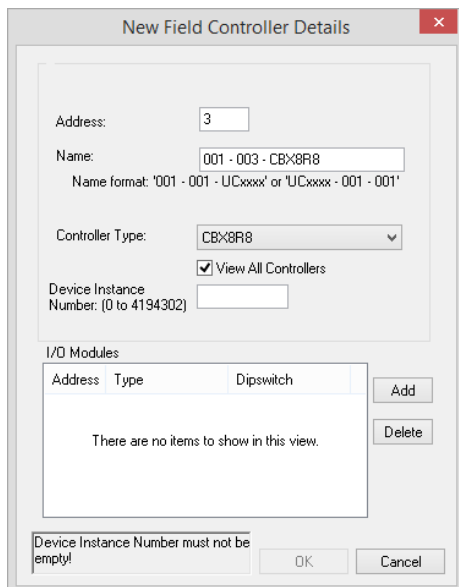 New Field Controller Details
Address: 3
Name: 001 - 003 - CBX8R8
Name format: '001 - 001 - UCxxxx' or 'UCxxxx - 001 - 001'
Controller Type: CBX8R8
View All Controllers
Device Instance
Number: (0 to 4194302)
I/O Modules
Address Type Dipswitch
Add
There are no items to show in this view.
Delete
Device Instance Number must not be
empty!
OK Cancel